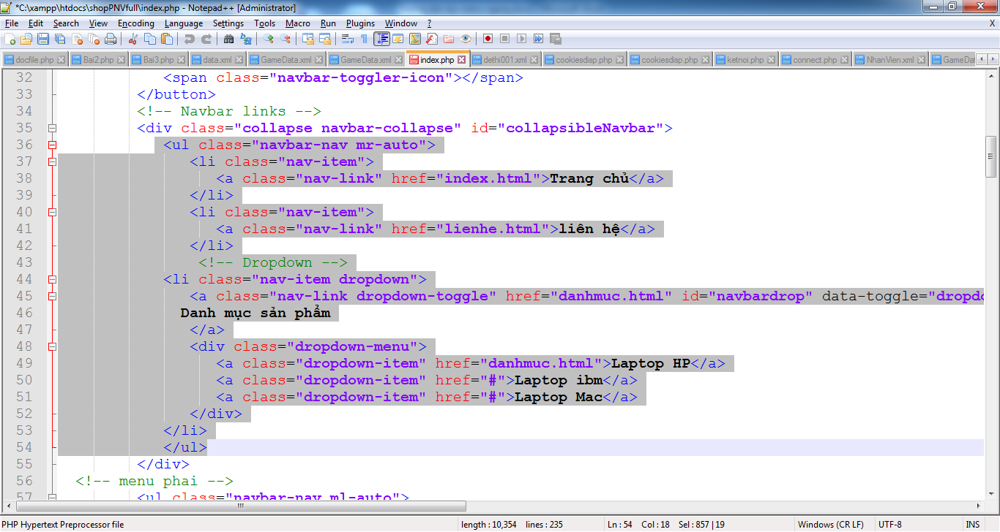 *C:\xampp\htdocs\shopPNVfull\index.php - Notepad++ [Administrator]
File Edit Search View Encoding Language Settings Tools Macro Run Plugins Window ? X
docfile.php Bai2.php Bai3.php data.xml GameData.xml GameData.xml index.php dethi001.xml cookiesdisp.php cookiesdisp.php ketnoi.php connect.php NhanVien.xml GameDat
32 <span class="navbar-toggler-icon"></span>
33 </button>
34 <!-- Navbar links -->
35 <div class="collapse navbar-collapse" id="collapsibleNavbar">
36 <ul class="navbar-nav mr-auto">
37 <li class="nav-item">
38 <a class="nav-link" href="index.html">Trang chủ</a>
39 </li>
40 <li class="nav-item">
41 <a class="nav-link" href="lienhe.html">liên hệ</a>
42 </li>
43 <!-- Dropdown -->
44 <li class="nav-item dropdown">
45 <a class="nav-link dropdown-toggle" href="danhmuc.html" id="navbardrop" data-toggle="dropdo
46 Danh mục sản phẩm
47 </a>
48 <div class="dropdown-menu">
49 <a class="dropdown-item" href="danhmuc.html">Laptop HP</a>
50 <a class="dropdown-item" href="#">Laptop ibm</a>
51 <a class="dropdown-item" href="#">Laptop Mac</a>
52 </div>
53 </li>
54 </ul>
55 </div>
56 <!-- menu phai -->
57 <ul class="navbar-nav ml-auto">
PHP Hypertext Preprocessor file length : 10,354 lines : 235 Ln : 54 Col : 18 Sel : 857 | 19 Windows (CR LF) UTF-8 INS